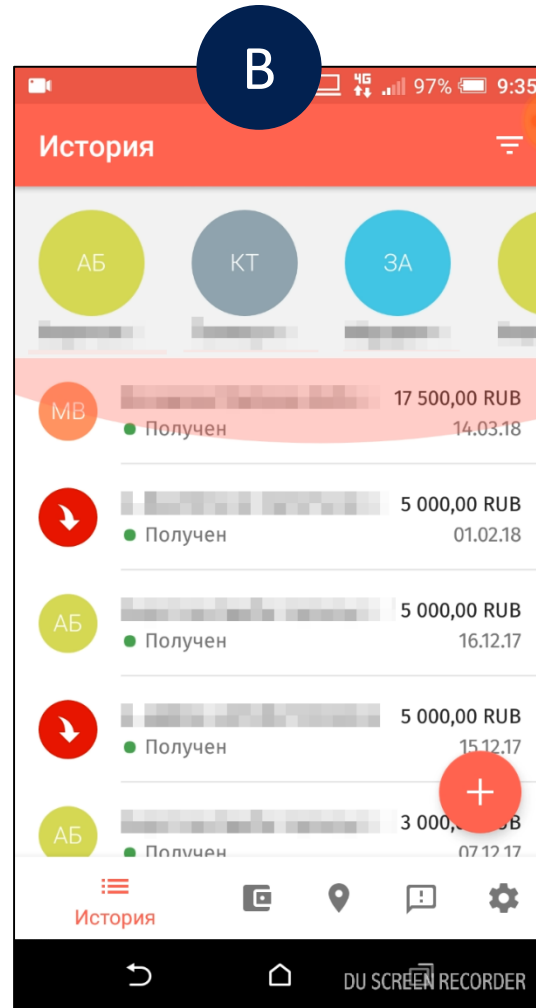 B
4G 97% 9:35
История
АБ КТ ЗА
МВ 17 500,00 RUB
Получен 14.03.18
5 000,00 RUB
Получен 01.02.18
АБ 5 000,00 RUB
Получен 16.12.17
5 000,00 RUB
Получен 15.12.17
АБ 3 000,
Получен 07.12.17
История
DU SCREEN RECORDER